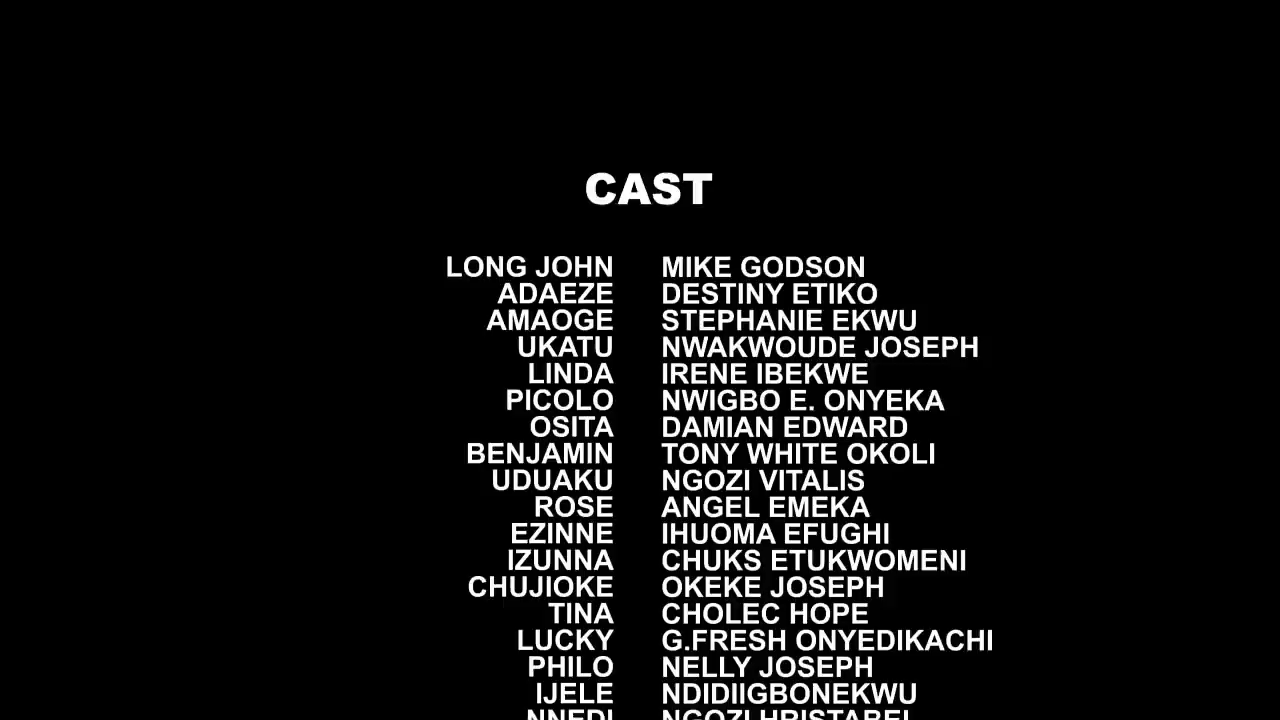 CAST
LONG JOHN MIKE GODSON
ADAEZE DESTINY ETIKO
AMAOGE STEPHANIE EKWU
UKATU NWAKWOUDE JOSEPH
LINDA IRENE IBEKWE
PICOLO NWIGBO E. ONYEKA
OSITA DAMIAN EDWARD
BENJAMIN TONY WHITE OKOLI
UDUAKU NGOZI VITALIS
ROSE ANGEL EMEKA
EZINNE IHUOMA EFUGHI
IZUNNA CHUKS ETUKWOMENI
CHUJIOKE OKEKE JOSEPH
TINA CHOLEC HOPE
LUCKY G.FRESH ONYEDIKACHI
PHILO NELLY JOSEPH
IJELE NDIDIIGBONEKWU
NGOZI